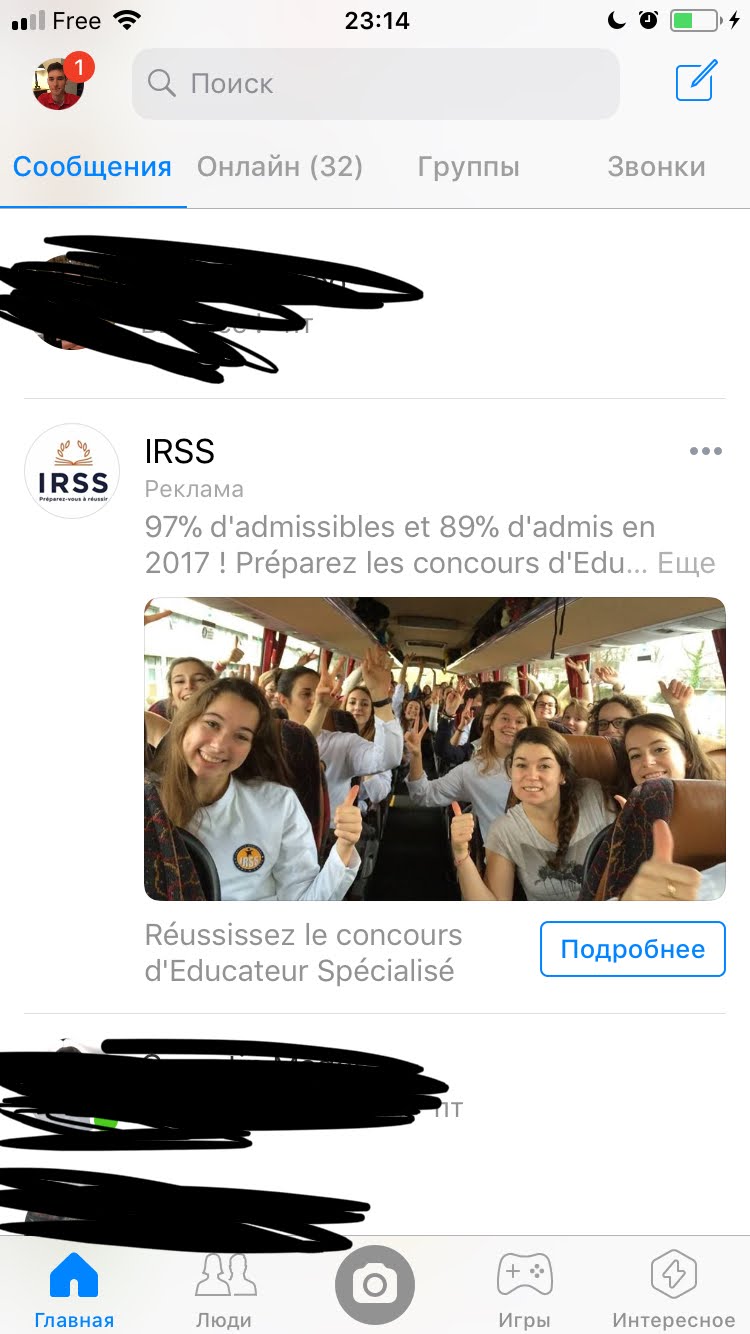 Free 23:14
1
Поиск
Сообщения Онлайн (32) Группы Звонки
IRSS
IRSS
Préparez-vous à réussir
Реклама
97% d'admissibles et 89% d'admis en
2017 ! Préparez les concours d'Edu... Еще
IRSS
Réussissez le concours
d'Educateur Spécialisé
Подробнее
пт
Главная Люди Игры Интересное